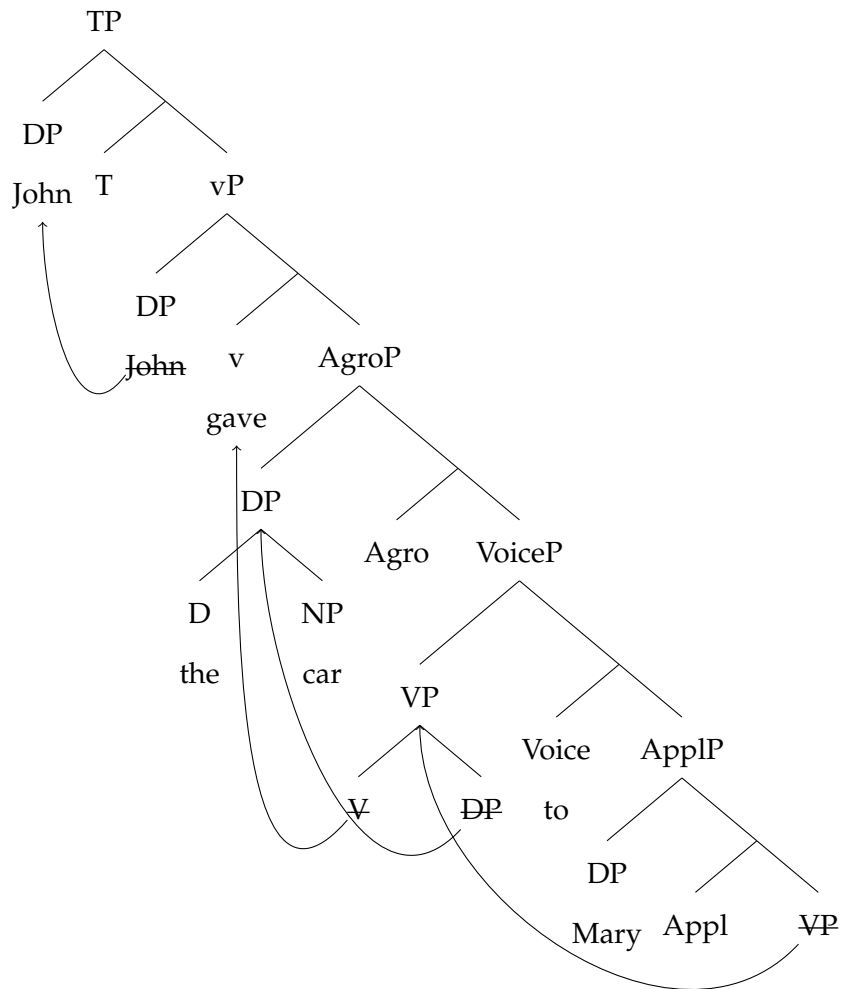 TP
DP
John T vP
DP
John v AgroP
gave
DP
Agro VoiceP
D NP
the car
VP
Voice ApplP
V DP to
DP
Mary Appl VP